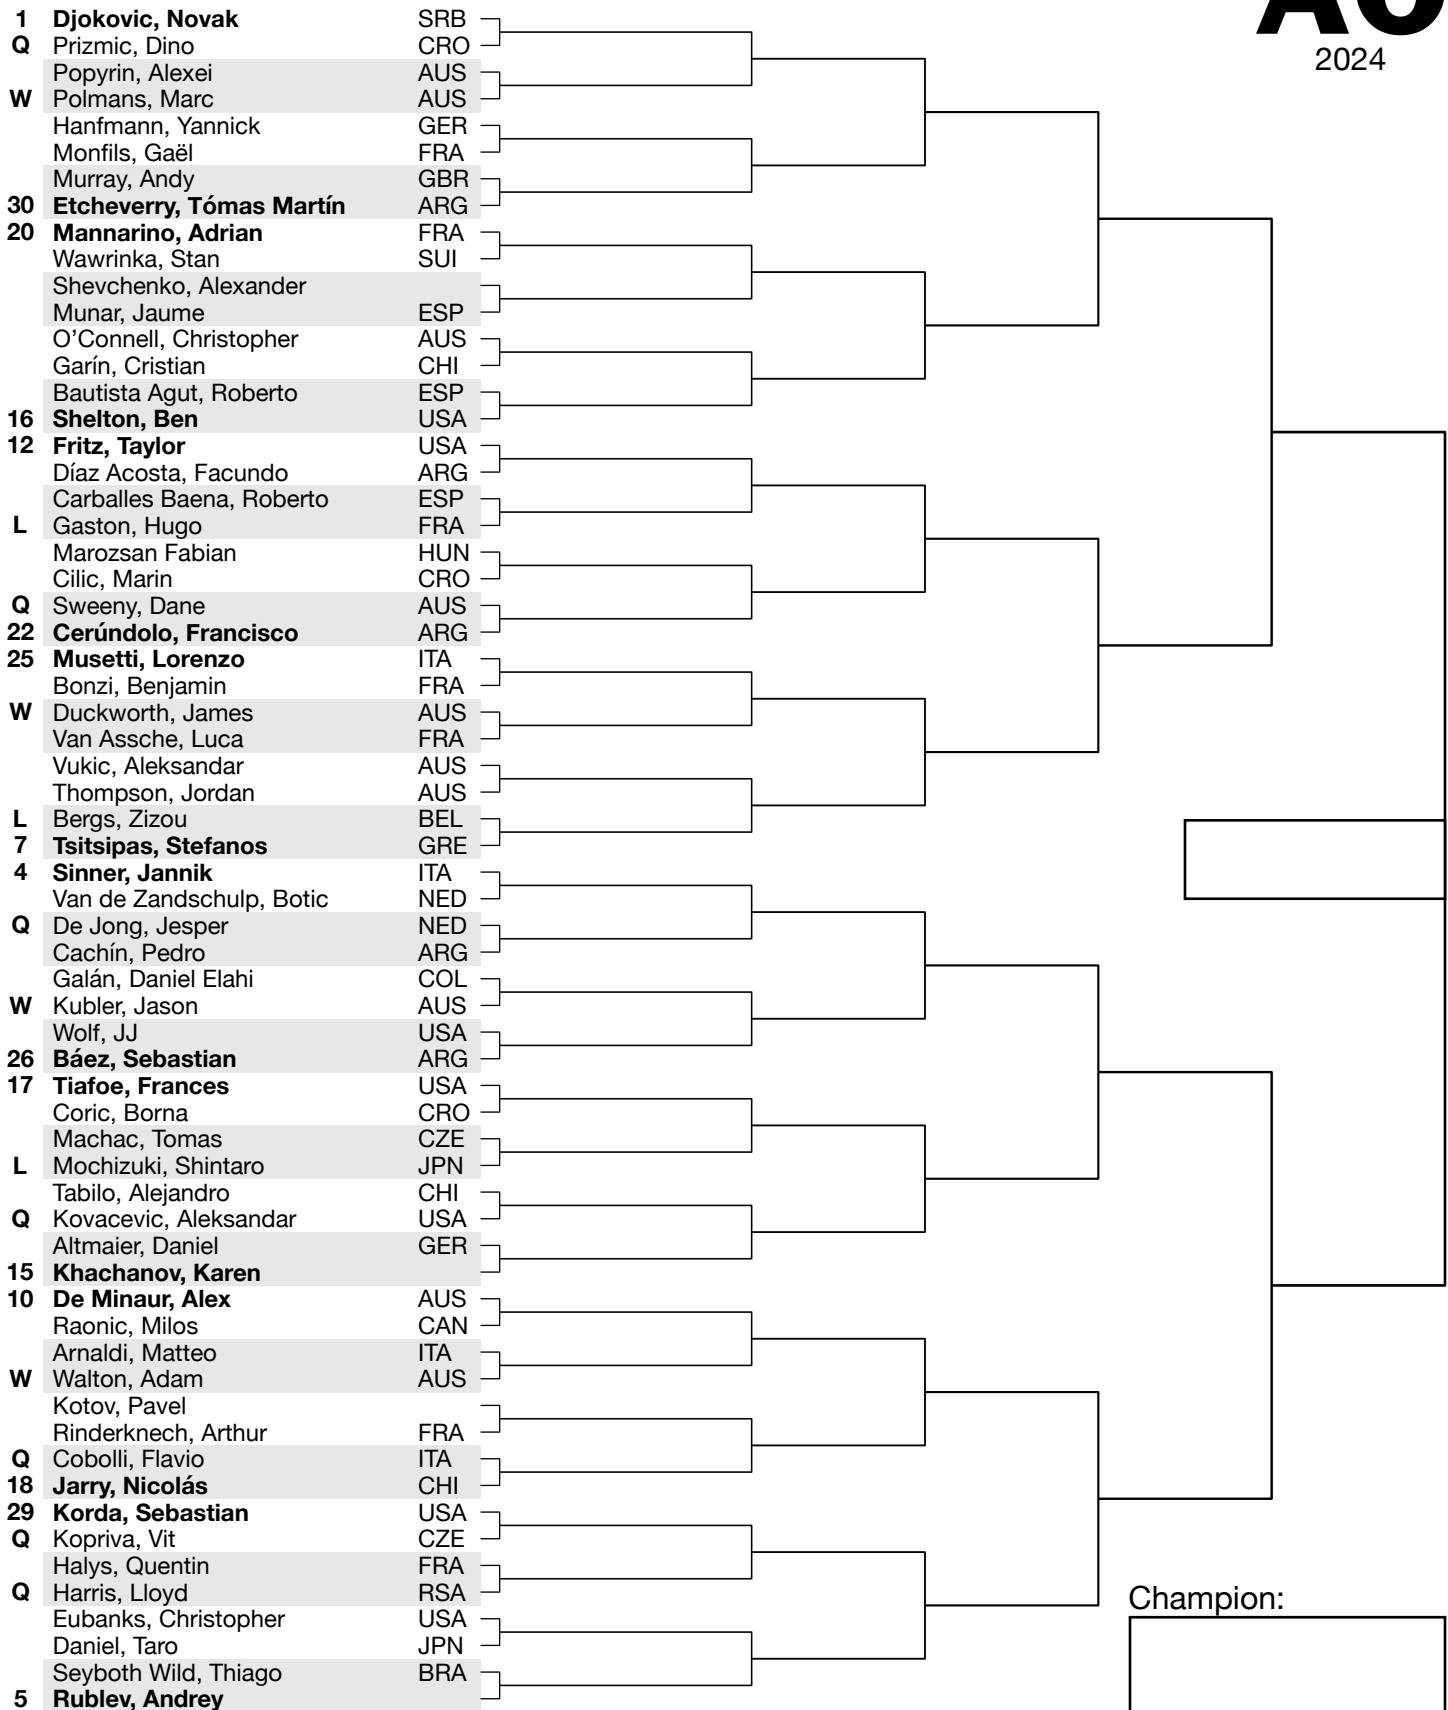 AO
2024
1 Djokovic, Novak SRB
Q Prizmic, Dino CRO
Popyrin, Alexei AUS
W Polmans, Marc AUS
Hanfmann, Yannick GER
Monfils, Gaël FRA
Murray, Andy GBR
30 Etcheverry, Tómas Martín ARG
20 Mannarino, Adrian FRA
Wawrinka, Stan SUI
Shevchenko, Alexander
Munar, Jaume ESP
O’Connell, Christopher AUS
Garín, Cristian CHI
Bautista Agut, Roberto ESP
16 Shelton, Ben USA
12 Fritz, Taylor USA
Díaz Acosta, Facundo ARG
Carballes Baena, Roberto ESP
L Gaston, Hugo FRA
Marozsan Fabian HUN
Cilic, Marin CRO
Q Sweeny, Dane AUS
22 Cerúndolo, Francisco ARG
25 Musetti, Lorenzo ITA
Bonzi, Benjamin FRA
W Duckworth, James AUS
Van Assche, Luca FRA
Vukic, Aleksandar AUS
Thompson, Jordan AUS
L Bergs, Zizou BEL
7 Tsitsipas, Stefanos GRE
4 Sinner, Jannik ITA
Van de Zandschulp, Botic NED
Q De Jong, Jesper NED
Cachín, Pedro ARG
Galán, Daniel Elahi COL
W Kubler, Jason AUS
Wolf, JJ USA
26 Báez, Sebastian ARG
17 Tiafoe, Frances USA
Coric, Borna CRO
Machac, Tomas CZE
L Mochizuki, Shintaro JPN
Tabilo, Alejandro CHI
Q Kovacevic, Aleksandar USA
Altmaier, Daniel GER
15 Khachanov, Karen
10 De Minaur, Alex AUS
Raonic, Milos CAN
Arnaldi, Matteo ITA
W Walton, Adam AUS
Kotov, Pavel
Rinderknech, Arthur FRA
Q Cobolli, Flavio ITA
18 Jarry, Nicolás CHI
29 Korda, Sebastian USA
Q Kopriva, Vit CZE
Halys, Quentin FRA
Q Harris, Lloyd RSA
Eubanks, Christopher USA
Daniel, Taro JPN
Seyboth Wild, Thiago BRA
5 Rublev, Andrey
Champion: